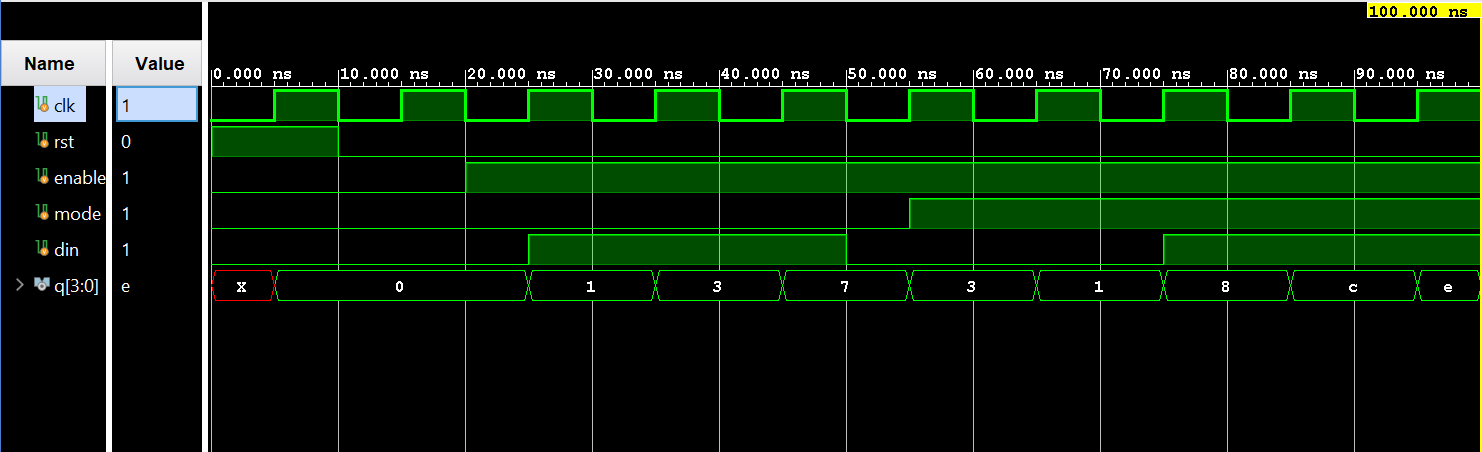 100.000 ns
Name Value
0.000 ns 10.000 ns 20.000 ns 30.000 ns 40.000 ns 50.000 ns 60.000 ns 70.000 ns 80.000 ns 90.000 ns
clk 1
rst 0
enable 1
mode 1
din 1
q[3:0] e X 0 1 3 7 3 1 8 c e